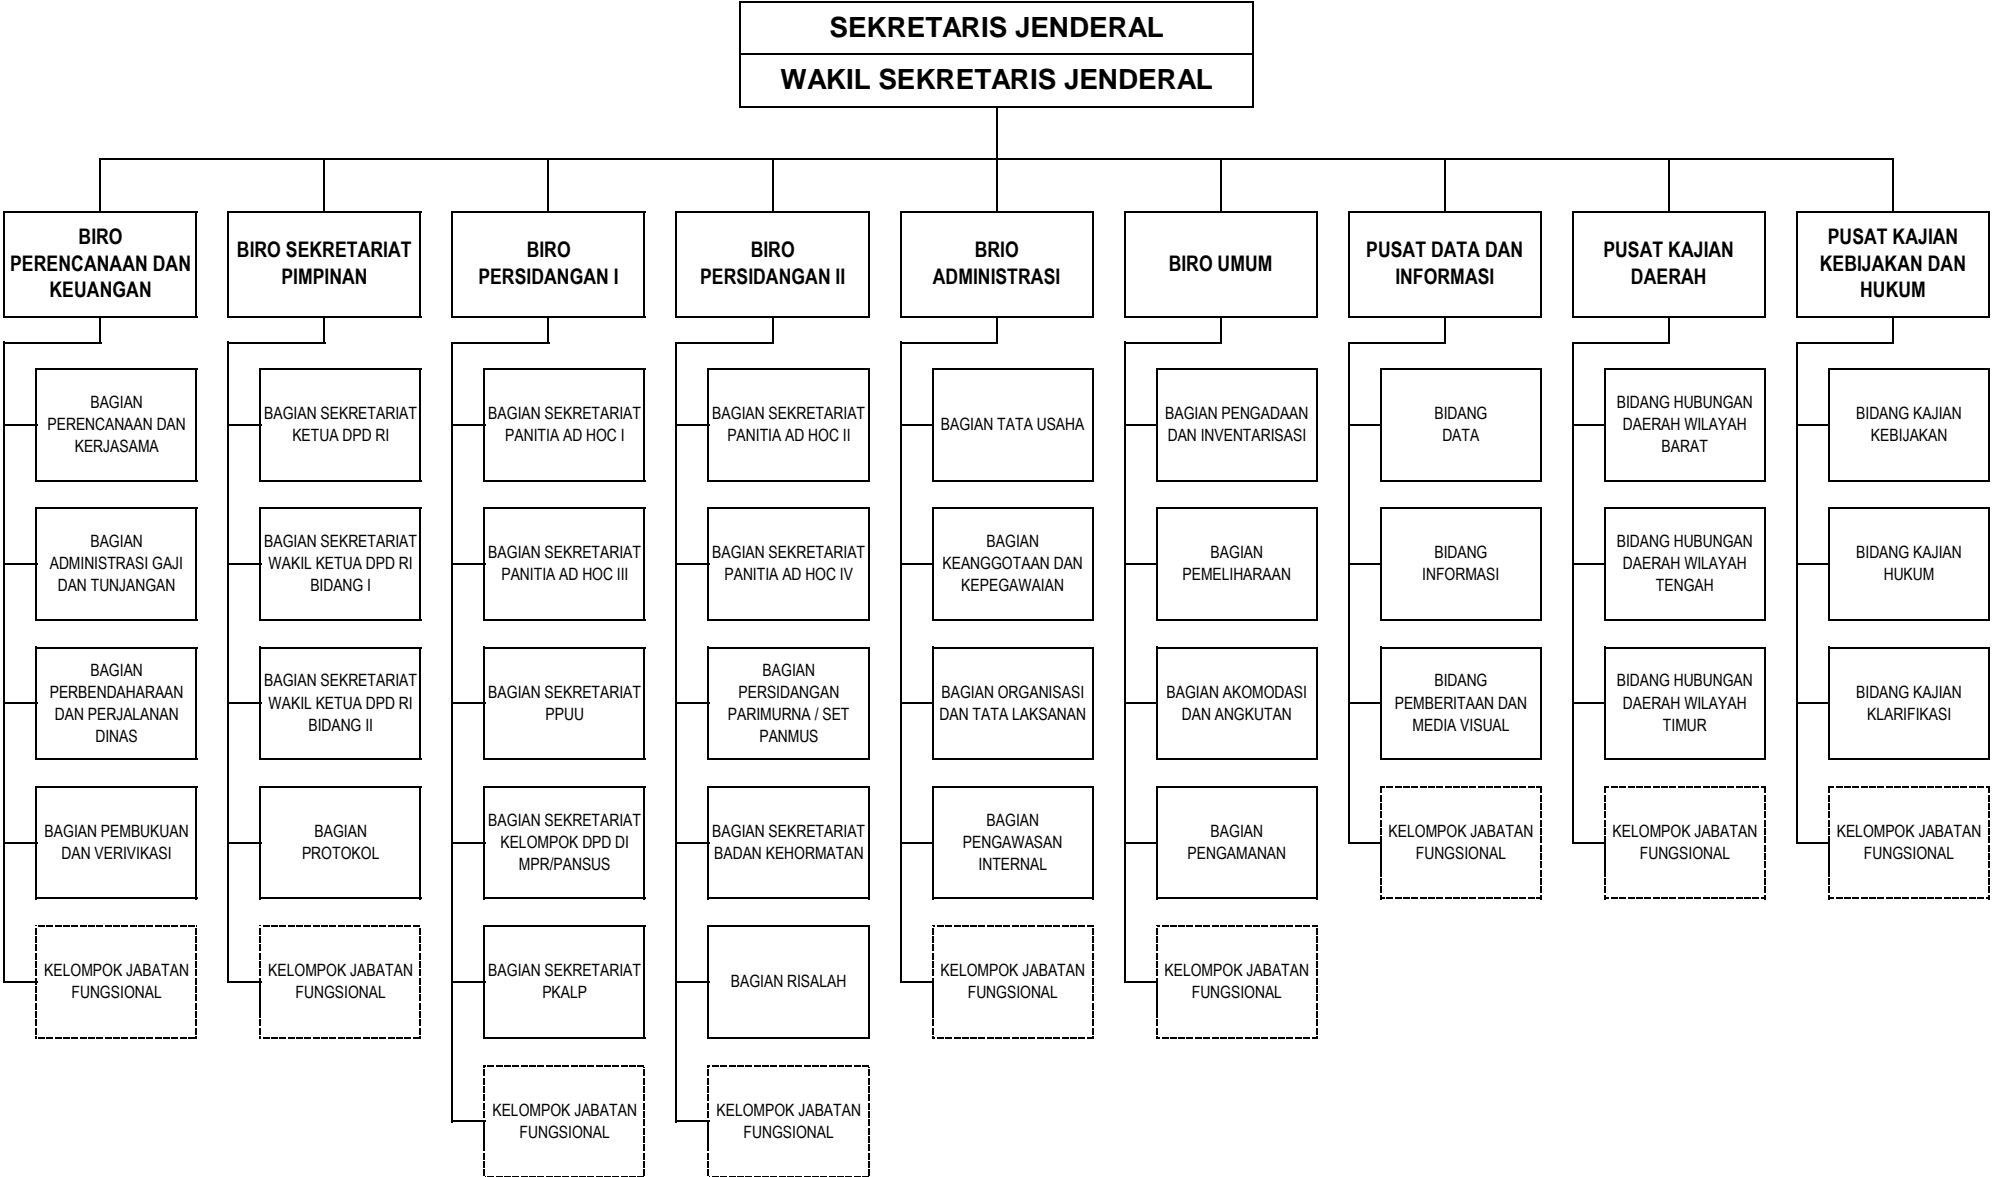 SEKRETARIS JENDERAL
WAKIL SEKRETARIS JENDERAL
BIRO
PERENCANAAN DAN
KEUANGAN
BAGIAN
PERENCANAAN DAN
KERJASAMA
BAGIAN
ADMINISTRASI GAJI
DAN TUNJANGAN
BAGIAN
PERBENDAHARAAN
DAN PERJALANAN
DINAS
BAGIAN PEMBUKUAN
DAN VERIVIKASI
KELOMPOK JABATAN
FUNGSIONAL
BIRO SEKRETARIAT
PIMPINAN
BAGIAN SEKRETARIAT
KETUA DPD RI
BAGIAN SEKRETARIAT
WAKIL KETUA DPD RI
BIDANG I
BAGIAN SEKRETARIAT
WAKIL KETUA DPD RI
BIDANG II
BAGIAN
PROTOKOL
KELOMPOK JABATAN
FUNGSIONAL
BIRO
PERSIDANGAN I
BAGIAN SEKRETARIAT
PANITIA AD HOC I
BAGIAN SEKRETARIAT
PANITIA AD HOC III
BAGIAN SEKRETARIAT
PPUU
BAGIAN SEKRETARIAT
KELOMPOK DPD DI
MPR/PANSUS
BAGIAN SEKRETARIAT
PKALP
KELOMPOK JABATAN
FUNGSIONAL
BIRO
PERSIDANGAN II
BAGIAN SEKRETARIAT
PANITIA AD HOC II
BAGIAN SEKRETARIAT
PANITIA AD HOC IV
BAGIAN
PERSIDANGAN
PARIMURNA / SET
PANMUS
BAGIAN SEKRETARIAT
BADAN KEHORMATAN
BAGIAN RISALAH
KELOMPOK JABATAN
FUNGSIONAL
BRIO
ADMINISTRASI
BAGIAN TATA USAHA
BAGIAN
KEANGGOTAAN DAN
KEPEGAWAIAN
BAGIAN ORGANISASI
DAN TATA LAKSANAN
BAGIAN
PENGAWASAN
INTERNAL
KELOMPOK JABATAN
FUNGSIONAL
BIRO UMUM
BAGIAN PENGADAAN
DAN INVENTARISASI
BAGIAN
PEMELIHARAAN
BAGIAN AKOMODASI
DAN ANGKUTAN
BAGIAN
PENGAMANAN
KELOMPOK JABATAN
FUNGSIONAL
PUSAT DATA DAN
INFORMASI
BIDANG
DATA
BIDANG
INFORMASI
BIDANG
PEMBERITAAN DAN
MEDIA VISUAL
KELOMPOK JABATAN
FUNGSIONAL
PUSAT KAJIAN
DAERAH
BIDANG HUBUNGAN
DAERAH WILAYAH
BARAT
BIDANG HUBUNGAN
DAERAH WILAYAH
TENGAH
BIDANG HUBUNGAN
DAERAH WILAYAH
TIMUR
KELOMPOK JABATAN
FUNGSIONAL
PUSAT KAJIAN
KEBIJAKAN DAN
HUKUM
BIDANG KAJIAN
KEBIJAKAN
BIDANG KAJIAN
HUKUM
BIDANG KAJIAN
KLARIFIKASI
KELOMPOK JABATAN
FUNGSIONAL